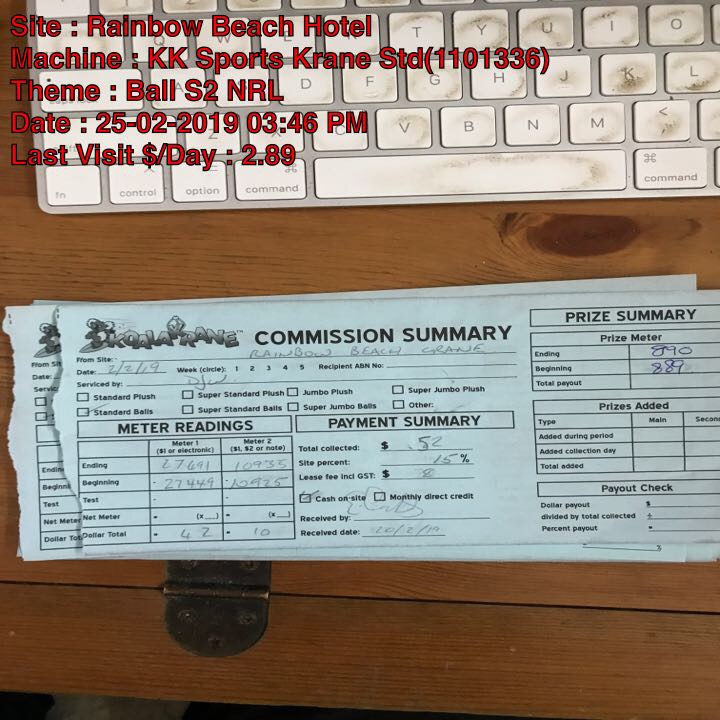 Site : Rainbow Beach Hotel
Machine : KK Sports Krane Std(1101336)
Theme : Ball S2 NRL
Date : 25-02-2019 03:46 PM
Last Visit $/Day : 2.89
fn control option command command
KOALA KRANE™ COMMISSION SUMMARY
From Site: RAINBOW BEACH CRANE
Date: 2/2/19 Week (circle): 1 2 3 4 5 Recipient ABN No:
Serviced by:
Standard Plush Super Standard Plush Jumbo Plush Super Jumbo Plush
Standard Balls Super Standard Balls Super Jumbo Balls Other:
METER READINGS
Meter 1 ($1 or electronic) Meter 2 ($1, $2 or note)
Ending 27491 10935
Beginning 27449 10925
Test - -
Net Meter = (x ) = (x )
Dollar Total = 42 = 10
PAYMENT SUMMARY
Total collected: $ 52
Site percent: 15 %
Lease fee incl GST: $ 8
Cash on site Monthly direct credit
Received by:
Received date: 20/2/19
PRIZE SUMMARY
Prize Meter
Ending 890
Beginning 889
Total payout
Prizes Added
Type Main Secon
Added during period
Added collection day
Total added
Payout Check
Dollar payout $
divided by total collected ÷
Percent payout =
%